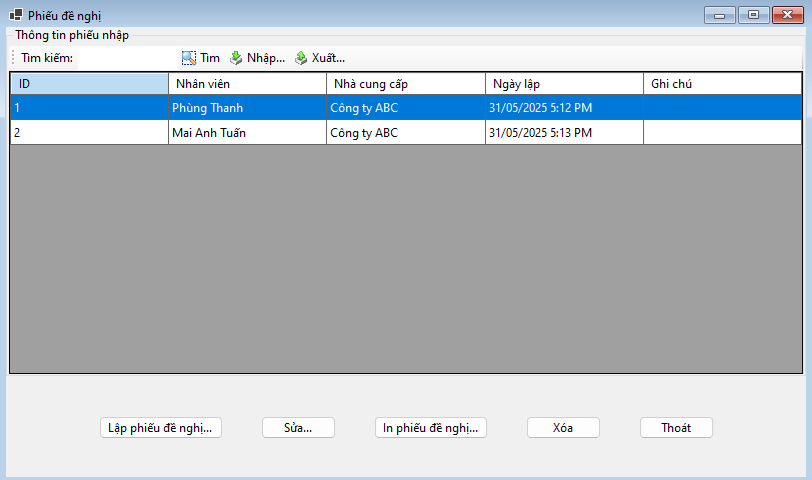 Phiếu đề nghị
Thông tin phiếu nhập
Tìm kiếm: Tìm Nhập... Xuất...
ID Nhân viên Nhà cung cấp Ngày lập Ghi chú
1 Phùng Thanh Công ty ABC 31/05/2025 5:12 PM
2 Mai Anh Tuấn Công ty ABC 31/05/2025 5:13 PM
Lập phiếu đề nghị... Sửa... In phiếu đề nghị... Xóa Thoát